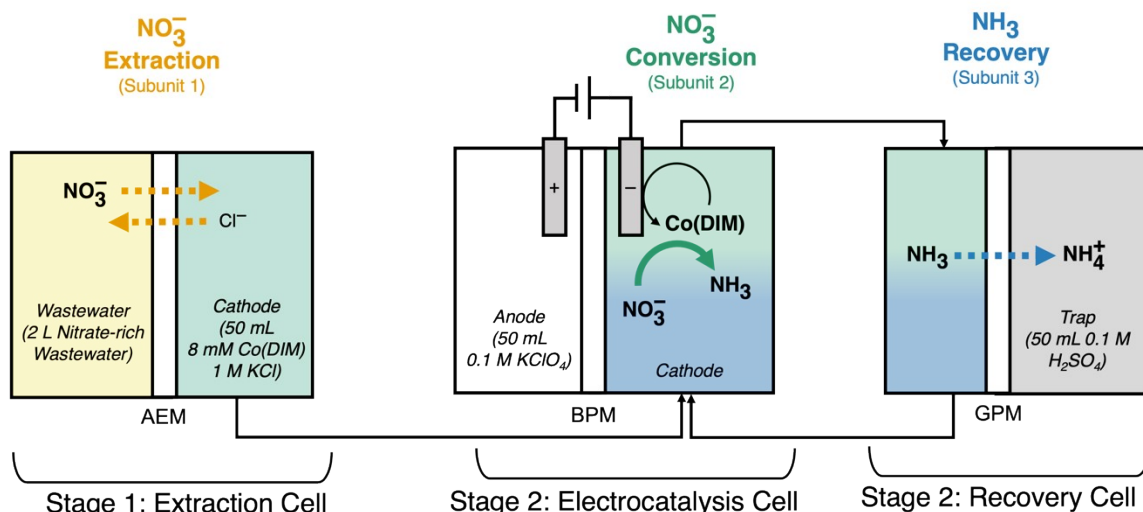 NO₃⁻
Extraction
(Subunit 1)
NO₃⁻
Conversion
(Subunit 2)
NH₃
Recovery
(Subunit 3)
NO₃⁻
Cl⁻
Wastewater
(2 L Nitrate-rich
Wastewater)
Cathode
(50 mL
8 mM Co(DIM)
1 M KCl)
AEM
+
−
Co(DIM)
NO₃⁻
NH₃
Anode
(50 mL
0.1 M KClO₄)
Cathode
BPM
NH₃
NH₄⁺
Trap
(50 mL 0.1 M
H₂SO₄)
GPM
Stage 1: Extraction Cell
Stage 2: Electrocatalysis Cell
Stage 2: Recovery Cell